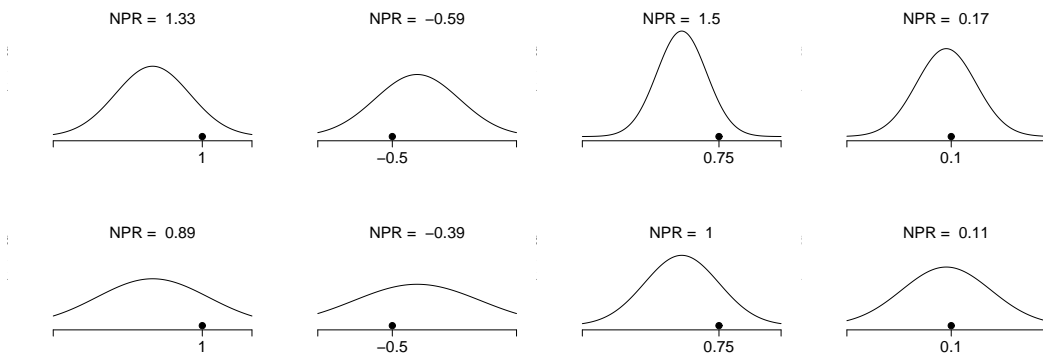 NPR = 1.33
NPR = −0.59
NPR = 1.5
NPR = 0.17
1
−0.5
0.75
0.1
NPR = 0.89
NPR = −0.39
NPR = 1
NPR = 0.11
1
−0.5
0.75
0.1